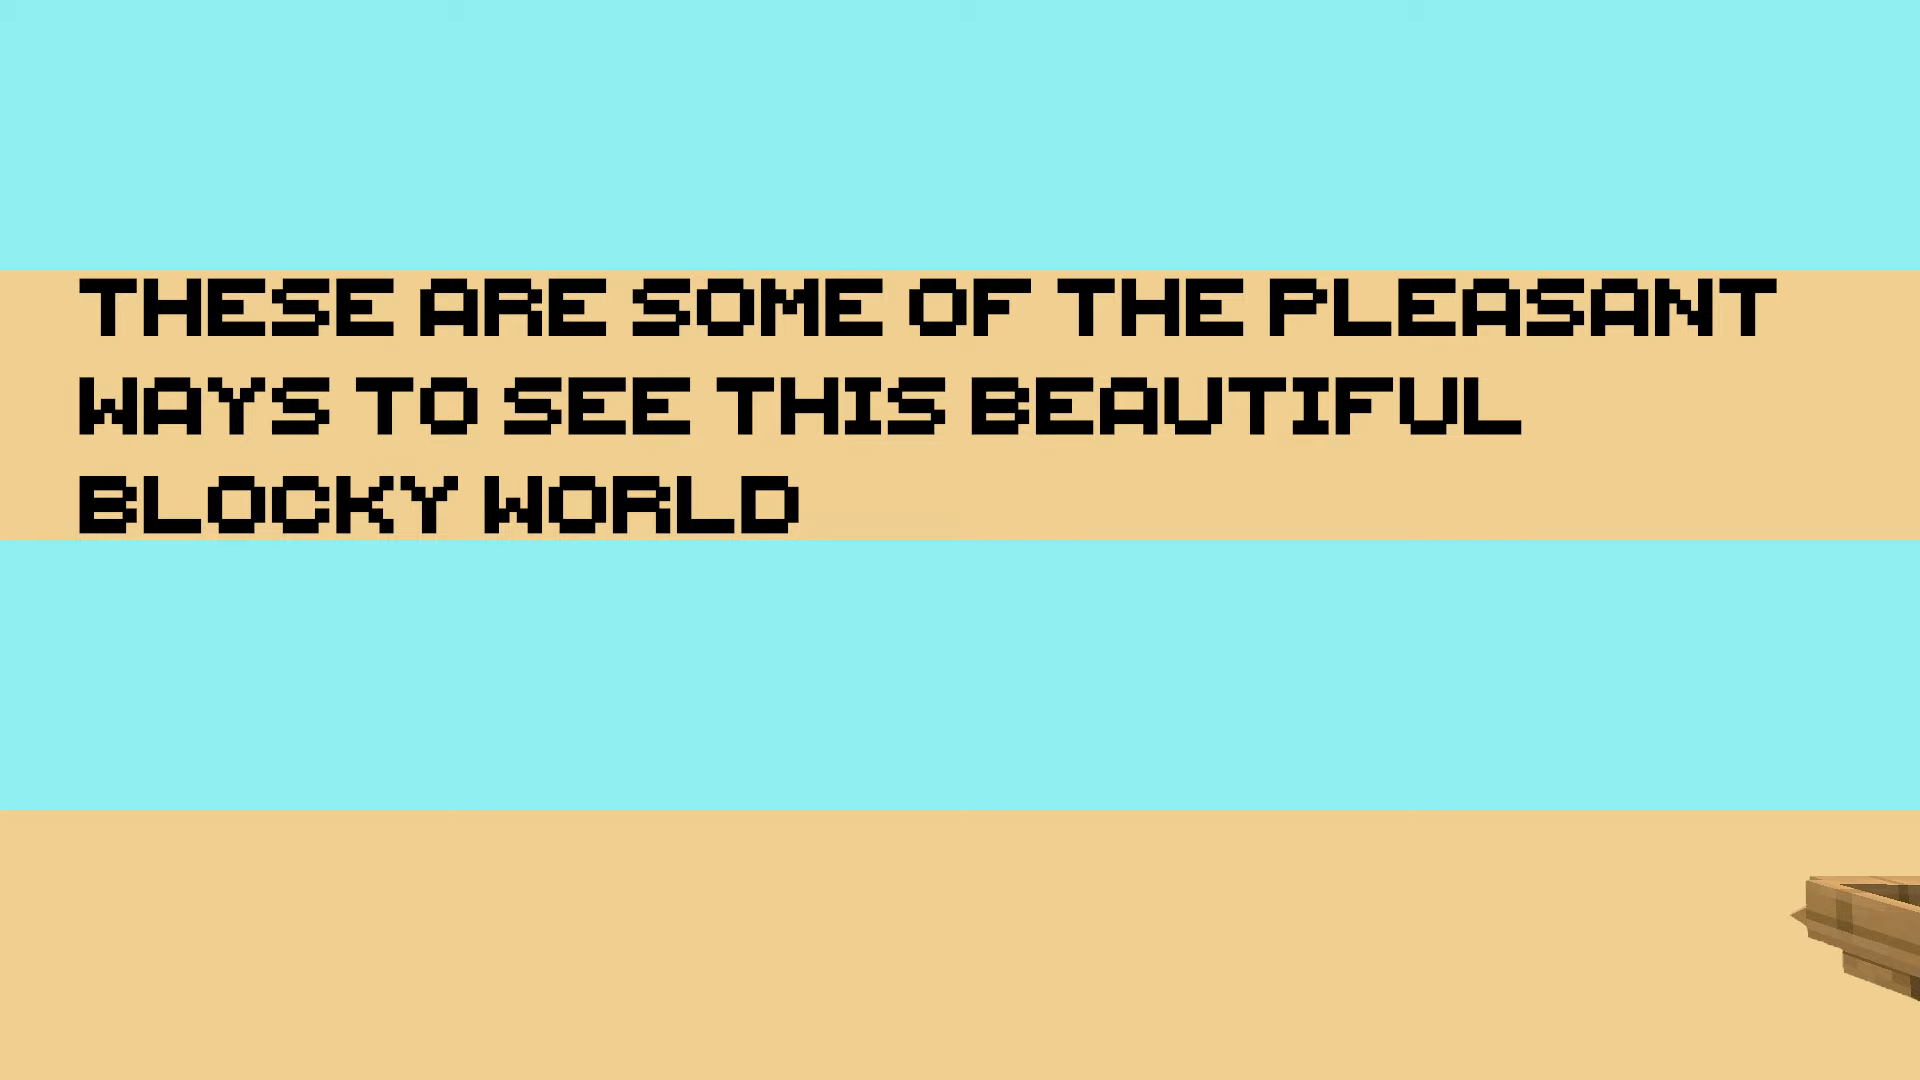 THESE ARE SOME OF THE PLEASANT
WAYS TO SEE THIS BEAUTIFUL
BLOCKY WORLD